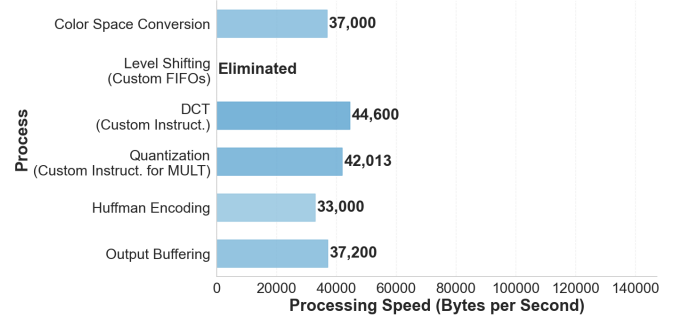 Color Space Conversion
37,000
Level Shifting
(Custom FIFOs)
Eliminated
DCT
(Custom Instruct.)
44,600
Quantization
(Custom Instruct. for MULT)
42,013
Huffman Encoding
33,000
Output Buffering
37,200
Process
0 20000 40000 60000 80000 100000 120000 140000
Processing Speed (Bytes per Second)